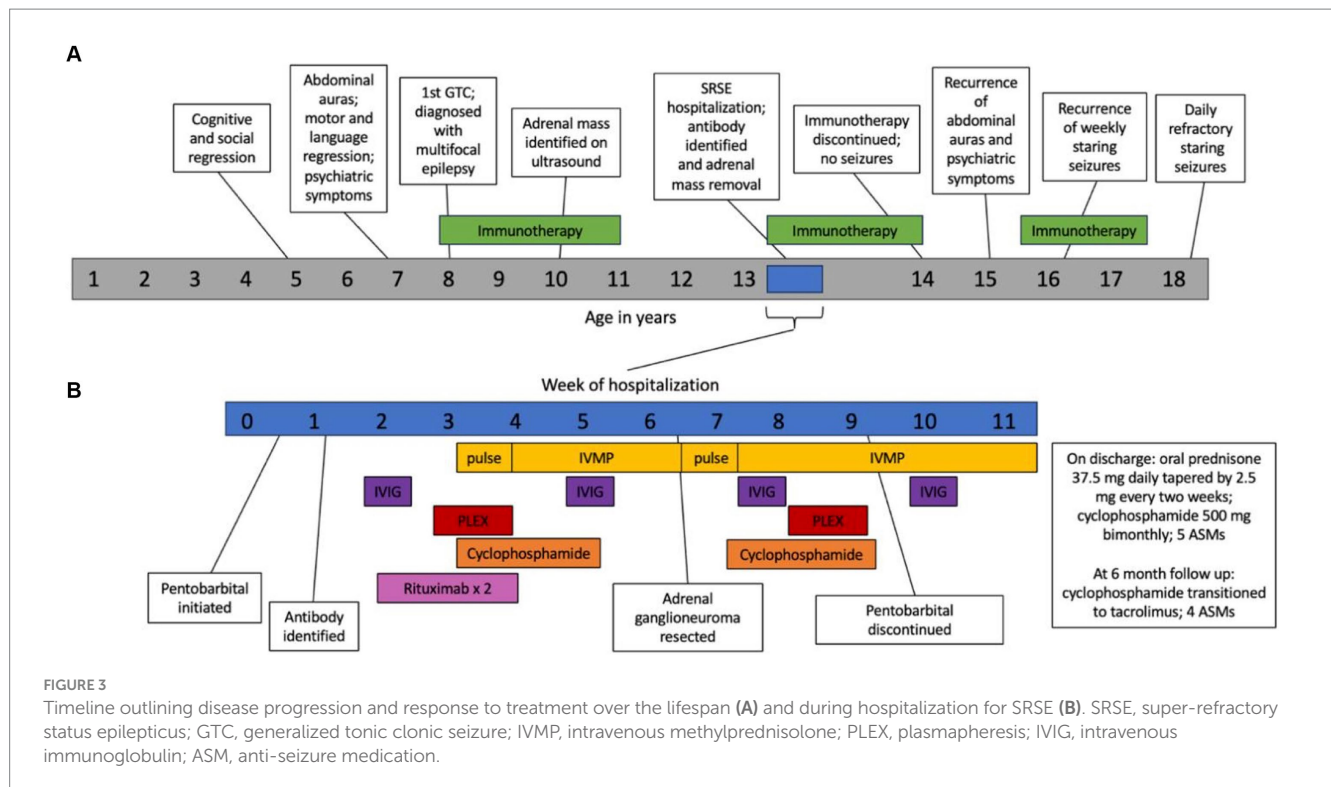 A
Cognitive
and social
regression
Abdominal
auras;
motor and
language
regression;
psychiatric
symptoms
1st GTC;
diagnosed
with
multifocal
epilepsy
Adrenal mass
identified on
ultrasound
SRSE
hospitalization;
antibody
identified
and adrenal
mass removal
Immunotherapy
discontinued;
no seizures
Recurrence
of
abdominal
auras and
psychiatric
symptoms
Recurrence
of weekly
staring
seizures
Daily
refractory
staring
seizures
Immunotherapy
Immunotherapy
Immunotherapy
1 2 3 4 5 6 7 8 9 10 11 12 13 14 15 16 17 18
Age in years
B
Week of hospitalization
0 1 2 3 4 5 6 7 8 9 10 11
pulse IVMP pulse IVMP
IVIG IVIG IVIG IVIG
PLEX PLEX
Cyclophosphamide Cyclophosphamide
Rituximab x 2
Pentobarbital
initiated
Antibody
identified
Adrenal
ganglioneuroma
resected
Pentobarbital
discontinued
On discharge: oral prednisone
37.5 mg daily tapered by 2.5
mg every two weeks;
cyclophosphamide 500 mg
bimonthly; 5 ASMs
At 6 month follow up:
cyclophosphamide transitioned
to tacrolimus; 4 ASMs
FIGURE 3
Timeline outlining disease progression and response to treatment over the lifespan (A) and during hospitalization for SRSE (B). SRSE, super-refractory
status epilepticus; GTC, generalized tonic clonic seizure; IVMP, intravenous methylprednisolone; PLEX, plasmapheresis; IVIG, intravenous
immunoglobulin; ASM, anti-seizure medication.